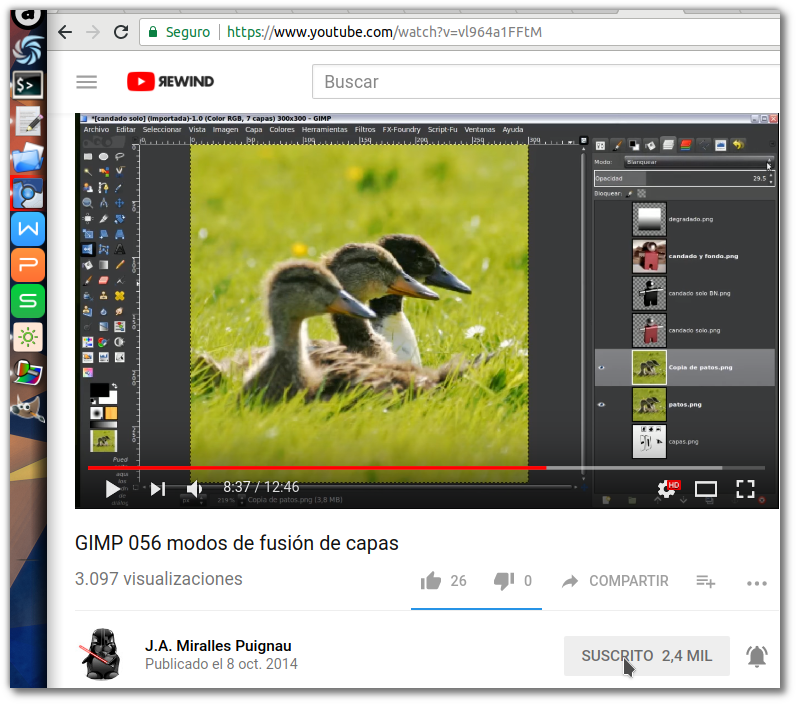 Seguro
https://www.youtube.com/watch?v=vl964a1FFtM
REWIND
Buscar
*[candado solo] (importada)-1.0 (Color RGB, 7 capas) 300x300 – GIMP
Archivo Editar Seleccionar Vista Imagen Capa Colores Herramientas Filtros FX-Foundry Script-Fu Ventanas Ayuda
Modo: Blanquear
Opacidad 29.5
Bloquear:
degradado.png
candado y fondo.png
candado solo BN.png
candado solo.png
Copia de patos.png
patos.png
capas.png
8:37 / 12:46
HD
Copia de patos.png (3,8 MB)
GIMP 056 modos de fusión de capas
3.097 visualizaciones
26
0
COMPARTIR
J.A. Miralles Puignau
Publicado el 8 oct. 2014
SUSCRITO 2,4 MIL